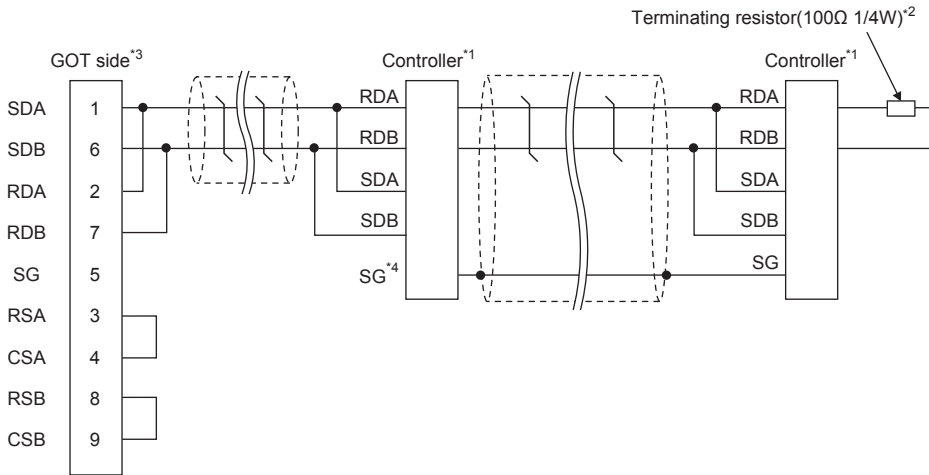 Terminating resistor(100Ω 1/4W)*2
GOT side*3
Controller*1
Controller*1
SDA 1 RDA RDA
SDB 6 RDB RDB
RDA 2 SDA SDA
RDB 7 SDB SDB
SG 5 SG*4 SG
RSA 3
CSA 4
RSB 8
CSB 9